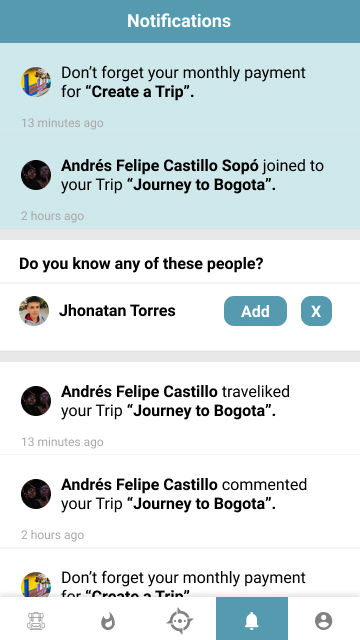 Notifications
Don’t forget your monthly payment
for “Create a Trip”.
13 minutes ago
Andrés Felipe Castillo Sopó joined to
your Trip “Journey to Bogota”.
2 hours ago
Do you know any of these people?
Jhonatan Torres
Add
X
Andrés Felipe Castillo traveliked
your Trip “Journey to Bogota”.
13 minutes ago
Andrés Felipe Castillo commented
your Trip “Journey to Bogota”.
2 hours ago
Don’t forget your monthly payment
for “Create a Trip”.